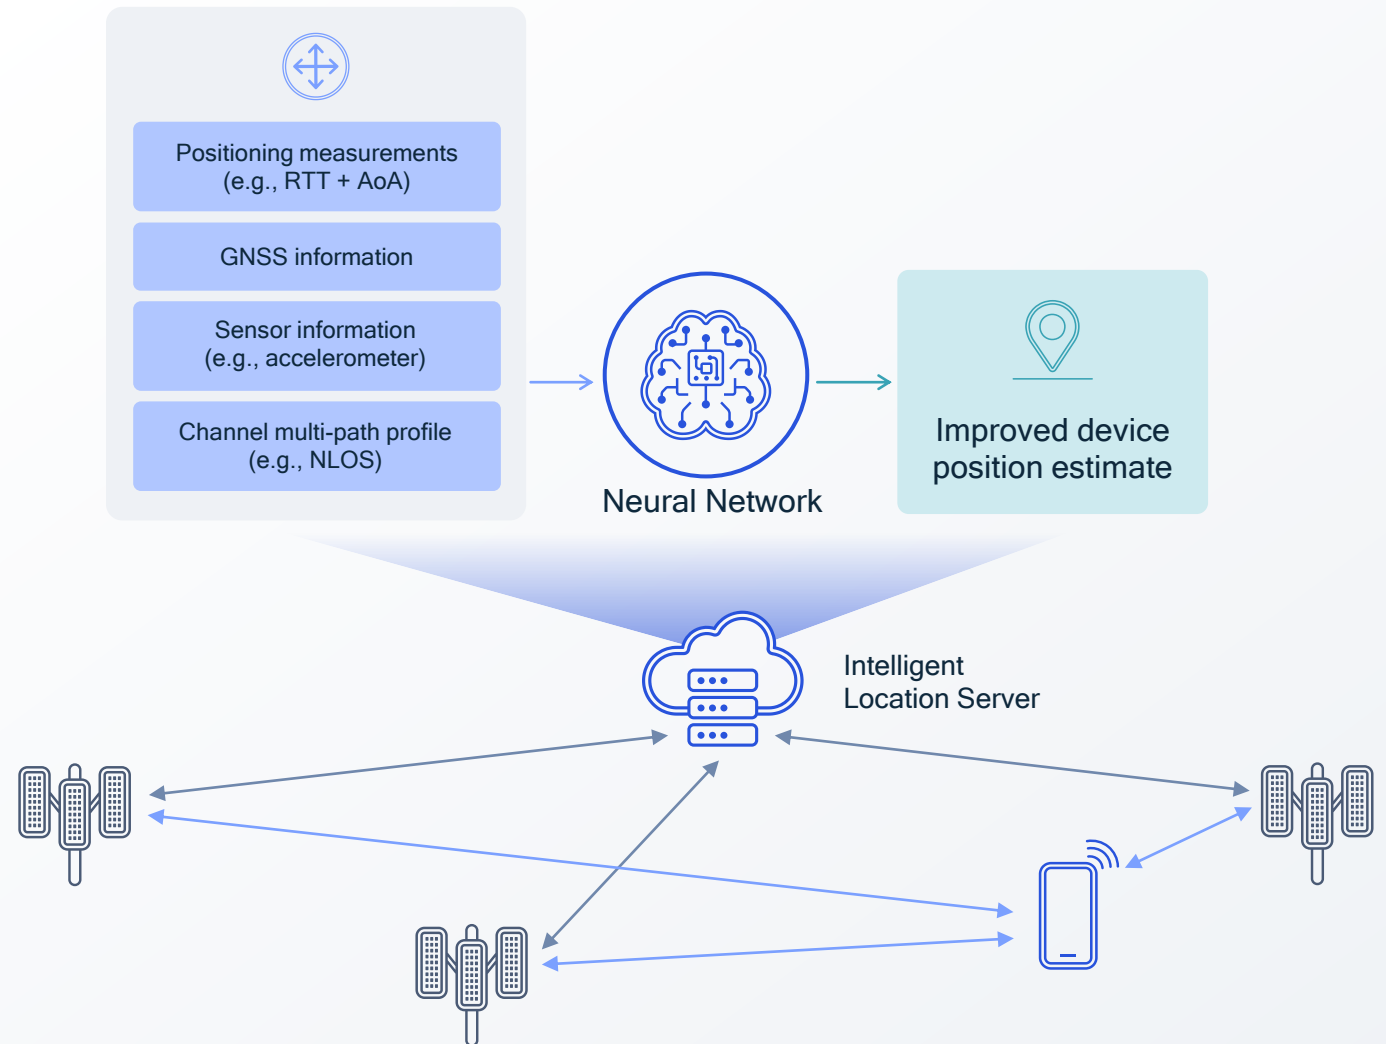 Positioning measurements
(e.g., RTT + AoA)
GNSS information
Sensor information
(e.g., accelerometer)
Channel multi-path profile
(e.g., NLOS)
Neural Network
Improved device
position estimate
Intelligent
Location Server